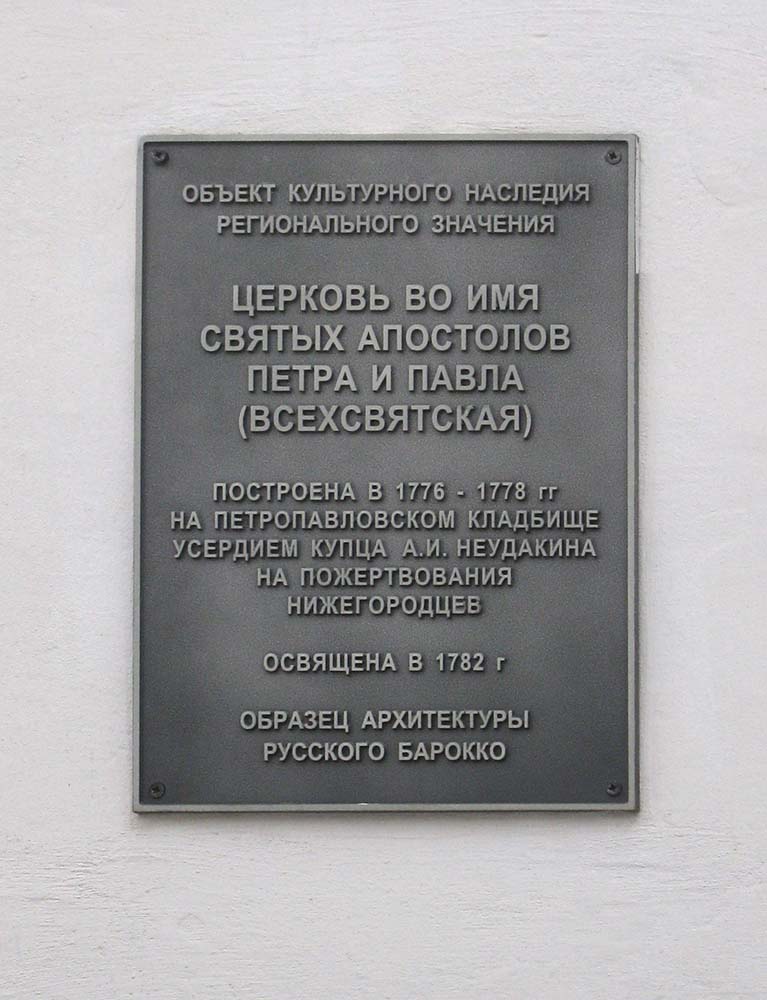 ОБЪЕКТ КУЛЬТУРНОГО НАСЛЕДИЯ
РЕГИОНАЛЬНОГО ЗНАЧЕНИЯ
ЦЕРКОВЬ ВО ИМЯ
СВЯТЫХ АПОСТОЛОВ
ПЕТРА И ПАВЛА
(ВСЕХСВЯТСКАЯ)
ПОСТРОЕНА В 1776 - 1778 гг
НА ПЕТРОПАВЛОВСКОМ КЛАДБИЩЕ
УСЕРДИЕМ КУПЦА А.И. НЕУДАКИНА
НА ПОЖЕРТВОВАНИЯ
НИЖЕГОРОДЦЕВ
ОСВЯЩЕНА В 1782 г
ОБРАЗЕЦ АРХИТЕКТУРЫ
РУССКОГО БАРОККО